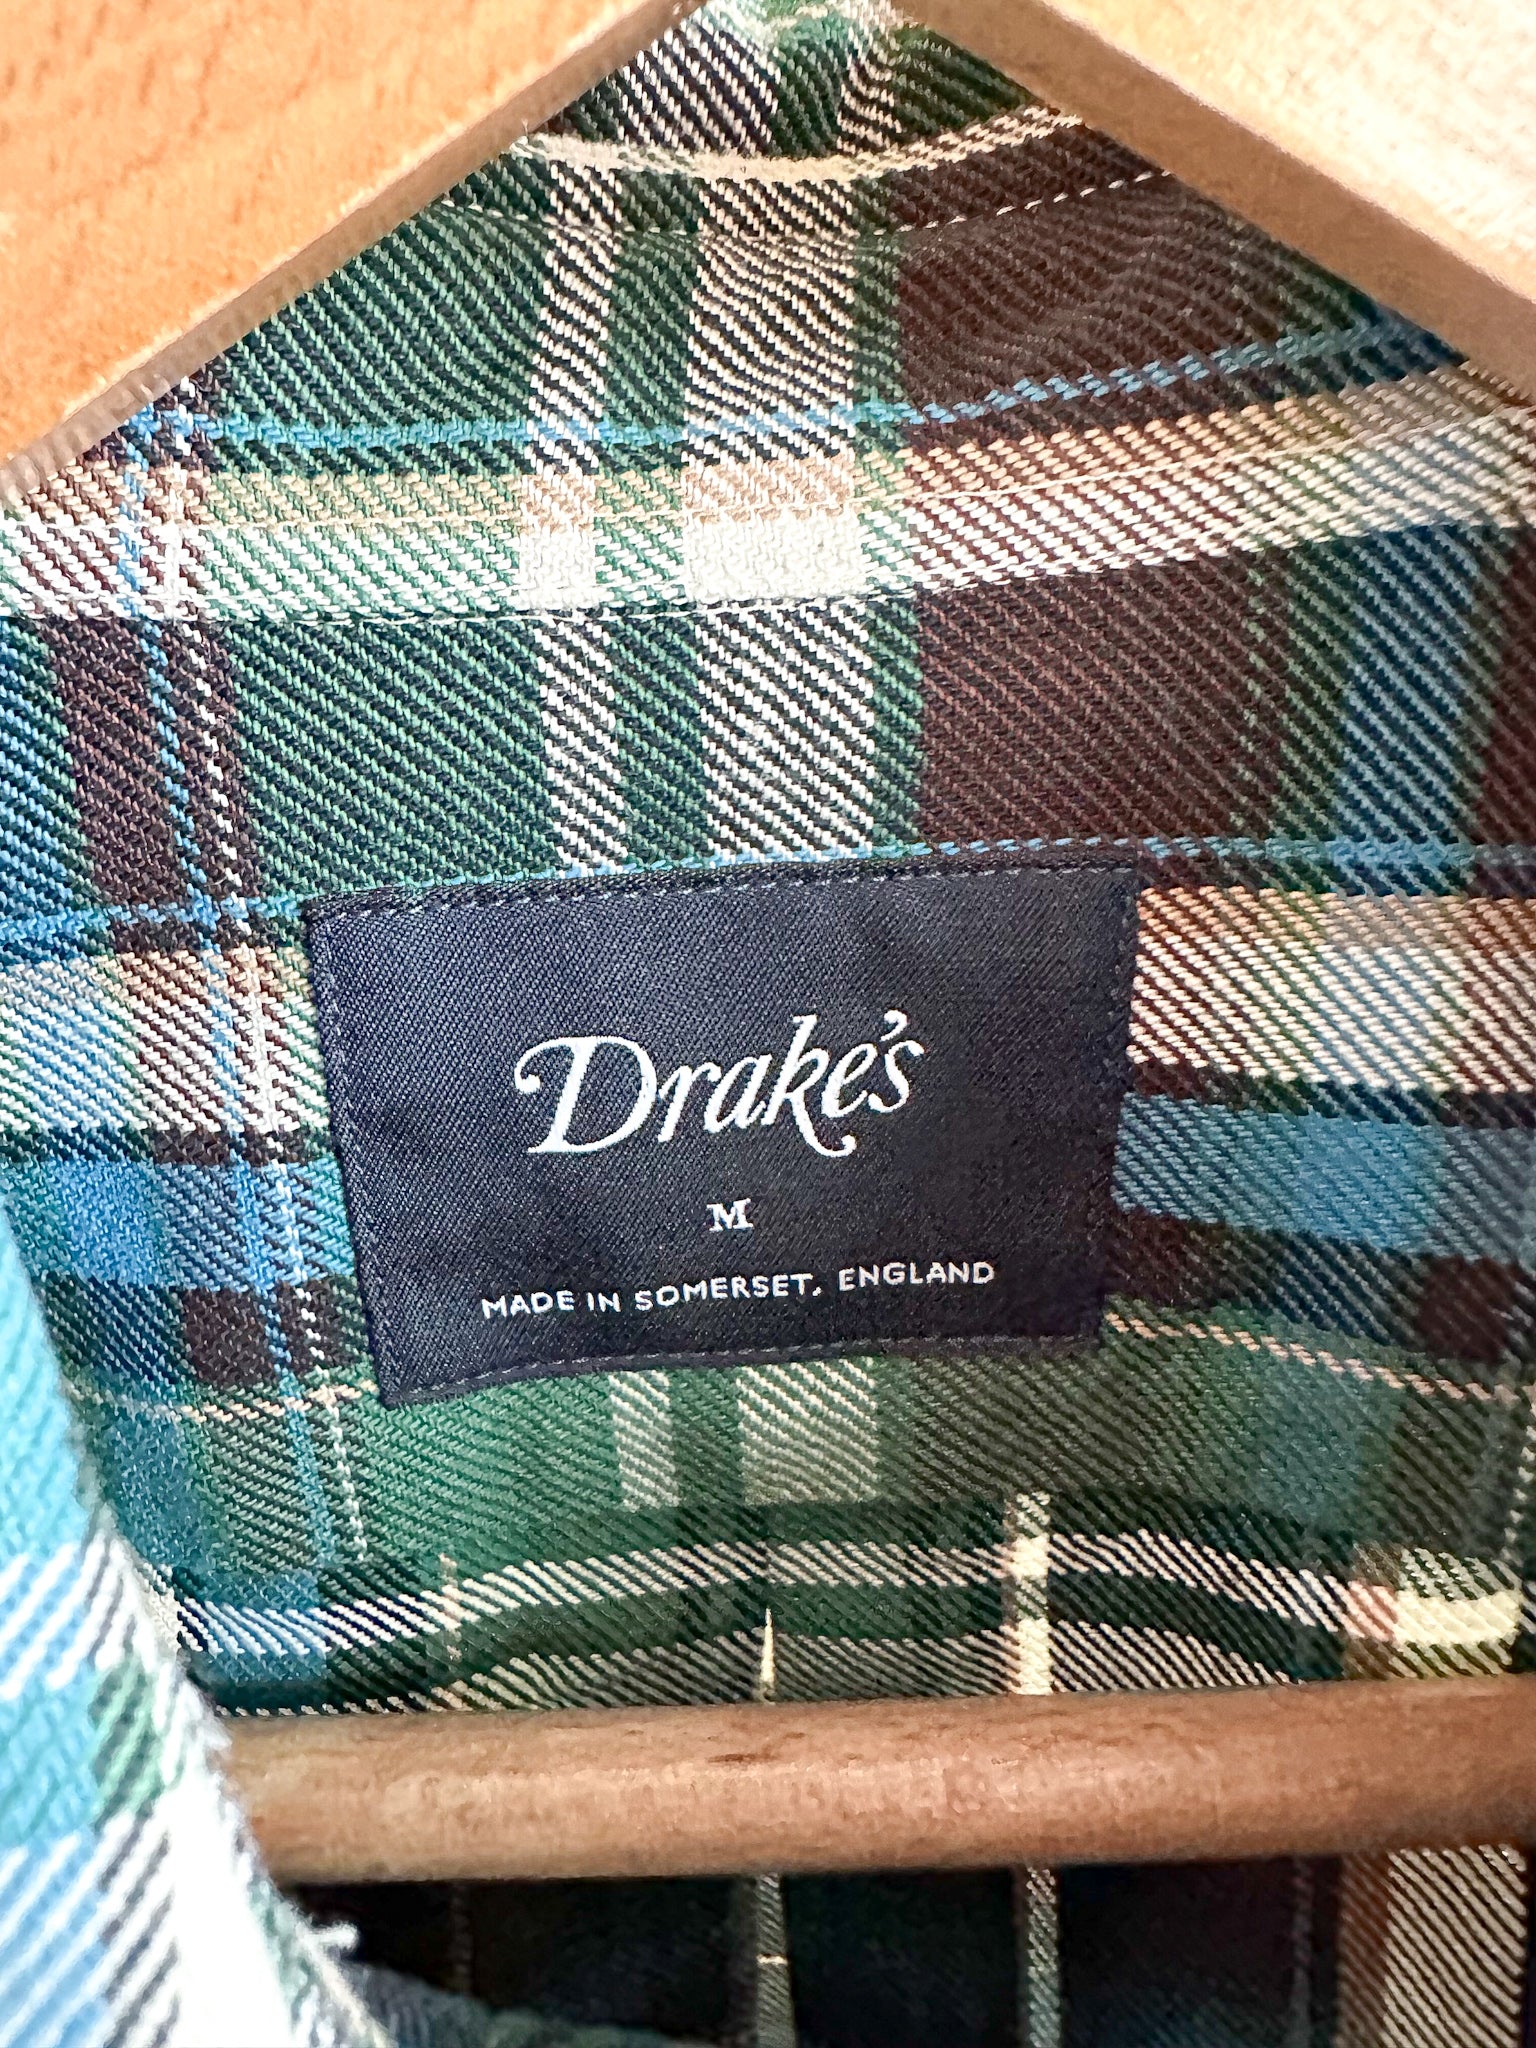 Drake's
M
MADE IN SOMERSET, ENGLAND